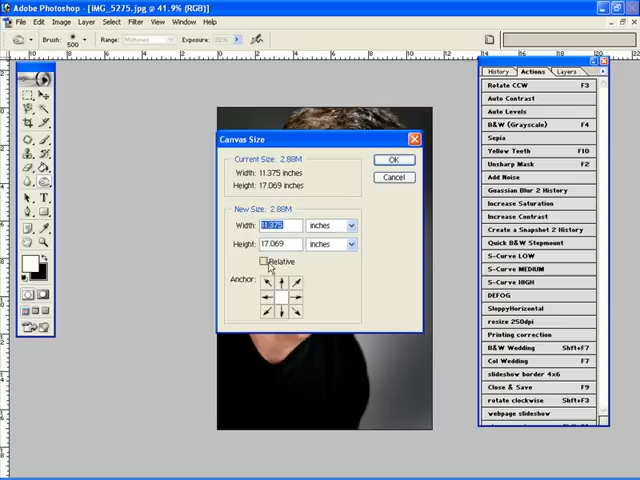 Adobe Photoshop - [IMG_5275.jpg @ 41.9% (RGB)]
File Edit Image Layer Select Filter View Window Help
Brush: 500 Range: Midtones Exposure: 22%
History Actions Layers
Rotate CCW F3
Auto Contrast
Auto Levels
B&W (Grayscale) F4
Sepia
Yellow Teeth F10
Unsharp Mask F2
Add Noise
Guassian Blur 2 History
Increase Saturation
Increase Contrast
Create a Snapshot 2 History
Quick B&W Stepmount
S-Curve LOW
S-Curve MEDIUM
S-Curve HIGH
DEFOG
SloppyHorizontal
resize 250dpi
Printing correction
B&W Wedding Shft+F7
Col Wedding F7
slideshow border 4x6
Close & Save F9
rotate clockwise Shft+F3
webpage slideshow
Canvas Size
Current Size: 2.88M
Width: 11.375 inches
Height: 17.069 inches
OK
Cancel
New Size: 2.88M
Width: 11.375 inches
Height: 17.069 inches
Relative
Anchor: